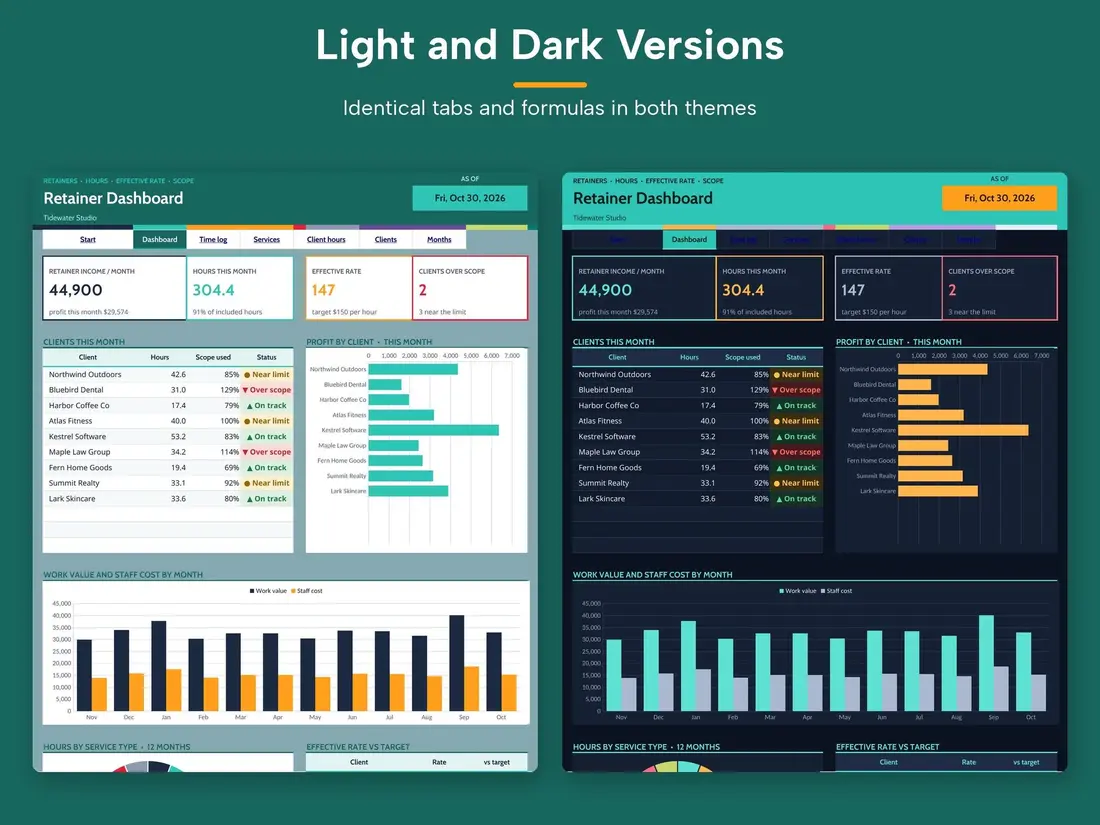 Light and Dark Versions
Identical tabs and formulas in both themes
RETAINERS • HOURS • EFFECTIVE RATE • SCOPE
AS OF
Retainer Dashboard
Fri, Oct 30, 2026
Tidewater Studio
Start Dashboard Time log Services Client hours Clients Months
RETAINER INCOME / MONTH HOURS THIS MONTH EFFECTIVE RATE CLIENTS OVER SCOPE
44,900 304.4 147 2
profit this month $29,574 91% of included hours target $150 per hour 3 near the limit
CLIENTS THIS MONTH
Client Hours Scope used Status
Northwind Outdoors 42.6 85% ● Near limit
Bluebird Dental 31.0 129% ▼ Over scope
Harbor Coffee Co 17.4 79% ▲ On track
Atlas Fitness 40.0 100% ● Near limit
Kestrel Software 53.2 83% ▲ On track
Maple Law Group 34.2 114% ▼ Over scope
Fern Home Goods 19.4 69% ▲ On track
Summit Realty 33.1 92% ● Near limit
Lark Skincare 33.6 80% ▲ On track
PROFIT BY CLIENT • THIS MONTH
0 1,000 2,000 3,000 4,000 5,000 6,000 7,000
Northwind Outdoors
Bluebird Dental
Harbor Coffee Co
Atlas Fitness
Kestrel Software
Maple Law Group
Fern Home Goods
Summit Realty
Lark Skincare
WORK VALUE AND STAFF COST BY MONTH
Work value Staff cost
45,000
40,000
35,000
30,000
25,000
20,000
15,000
10,000
5,000
0
Nov Dec Jan Feb Mar Apr May Jun Jul Aug Sep Oct
HOURS BY SERVICE TYPE • 12 MONTHS
EFFECTIVE RATE VS TARGET
Client Rate vs target
RETAINERS • HOURS • EFFECTIVE RATE • SCOPE
AS OF
Retainer Dashboard
Fri, Oct 30, 2026
Tidewater Studio
Dashboard
RETAINER INCOME / MONTH HOURS THIS MONTH EFFECTIVE RATE CLIENTS OVER SCOPE
44,900 304.4 147 2
profit this month $29,574 91% of included hours target $150 per hour 3 near the limit
CLIENTS THIS MONTH
Client Hours Scope used Status
Northwind Outdoors 42.6 85% ● Near limit
Bluebird Dental 31.0 129% ▼ Over scope
Harbor Coffee Co 17.4 79% ▲ On track
Atlas Fitness 40.0 100% ● Near limit
Kestrel Software 53.2 83% ▲ On track
Maple Law Group 34.2 114% ▼ Over scope
Fern Home Goods 19.4 69% ▲ On track
Summit Realty 33.1 92% ● Near limit
Lark Skincare 33.6 80% ▲ On track
PROFIT BY CLIENT • THIS MONTH
0 1,000 2,000 3,000 4,000 5,000 6,000 7,000
Northwind Outdoors
Bluebird Dental
Harbor Coffee Co
Atlas Fitness
Kestrel Software
Maple Law Group
Fern Home Goods
Summit Realty
Lark Skincare
WORK VALUE AND STAFF COST BY MONTH
Work value Staff cost
45,000
40,000
35,000
30,000
25,000
20,000
15,000
10,000
5,000
0
Nov Dec Jan Feb Mar Apr May Jun Jul Aug Sep Oct
HOURS BY SERVICE TYPE • 12 MONTHS
EFFECTIVE RATE VS TARGET
Client Rate vs target